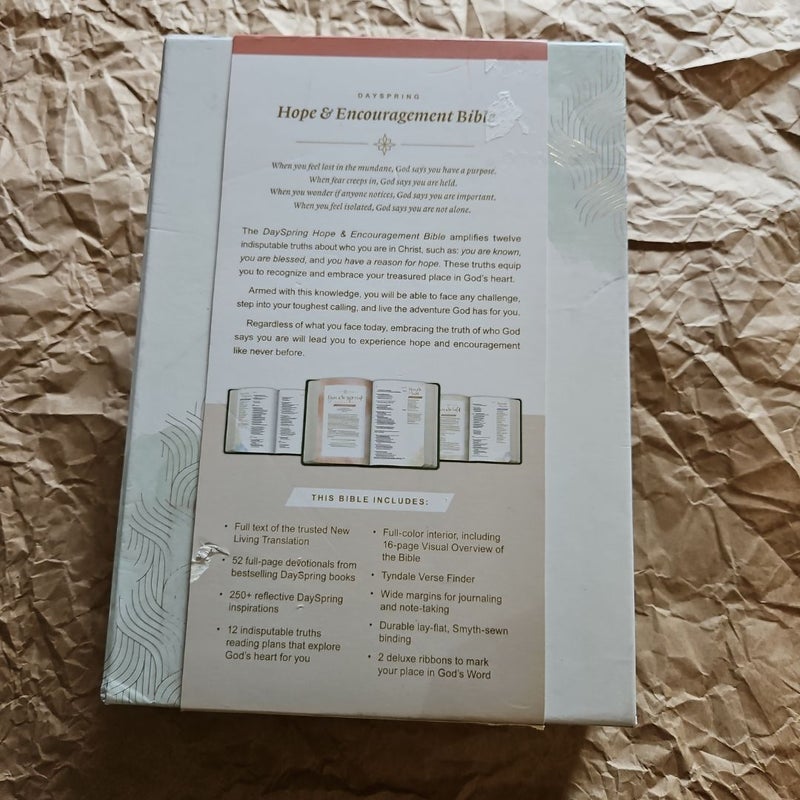 DAYSPRING
Hope & Encouragement Bible
When you feel lost in the mundane, God says you have a purpose.
When fear creeps in, God says you are held.
When you wonder if anyone notices, God says you are important.
When you feel isolated, God says you are not alone.
The DaySpring Hope & Encouragement Bible amplifies twelve
indisputable truths about who you are in Christ, such as: you are known,
you are blessed, and you have a reason for hope. These truths equip
you to recognize and embrace your treasured place in God's heart.
Armed with this knowledge, you will be able to face any challenge,
step into your toughest calling, and live the adventure God has for you.
Regardless of what you face today, embracing the truth of who God
says you are will lead you to experience hope and encouragement
like never before.
THIS BIBLE INCLUDES:
• Full text of the trusted New
Living Translation
• 52 full-page devotionals from
bestselling DaySpring books
• 250+ reflective DaySpring
inspirations
• 12 indisputable truths
reading plans that explore
God's heart for you
• Full-color interior, including
16-page Visual Overview of
the Bible
• Tyndale Verse Finder
• Wide margins for journaling
and note-taking
• Durable lay-flat, Smyth-sewn
binding
• 2 deluxe ribbons to mark
your place in God's Word